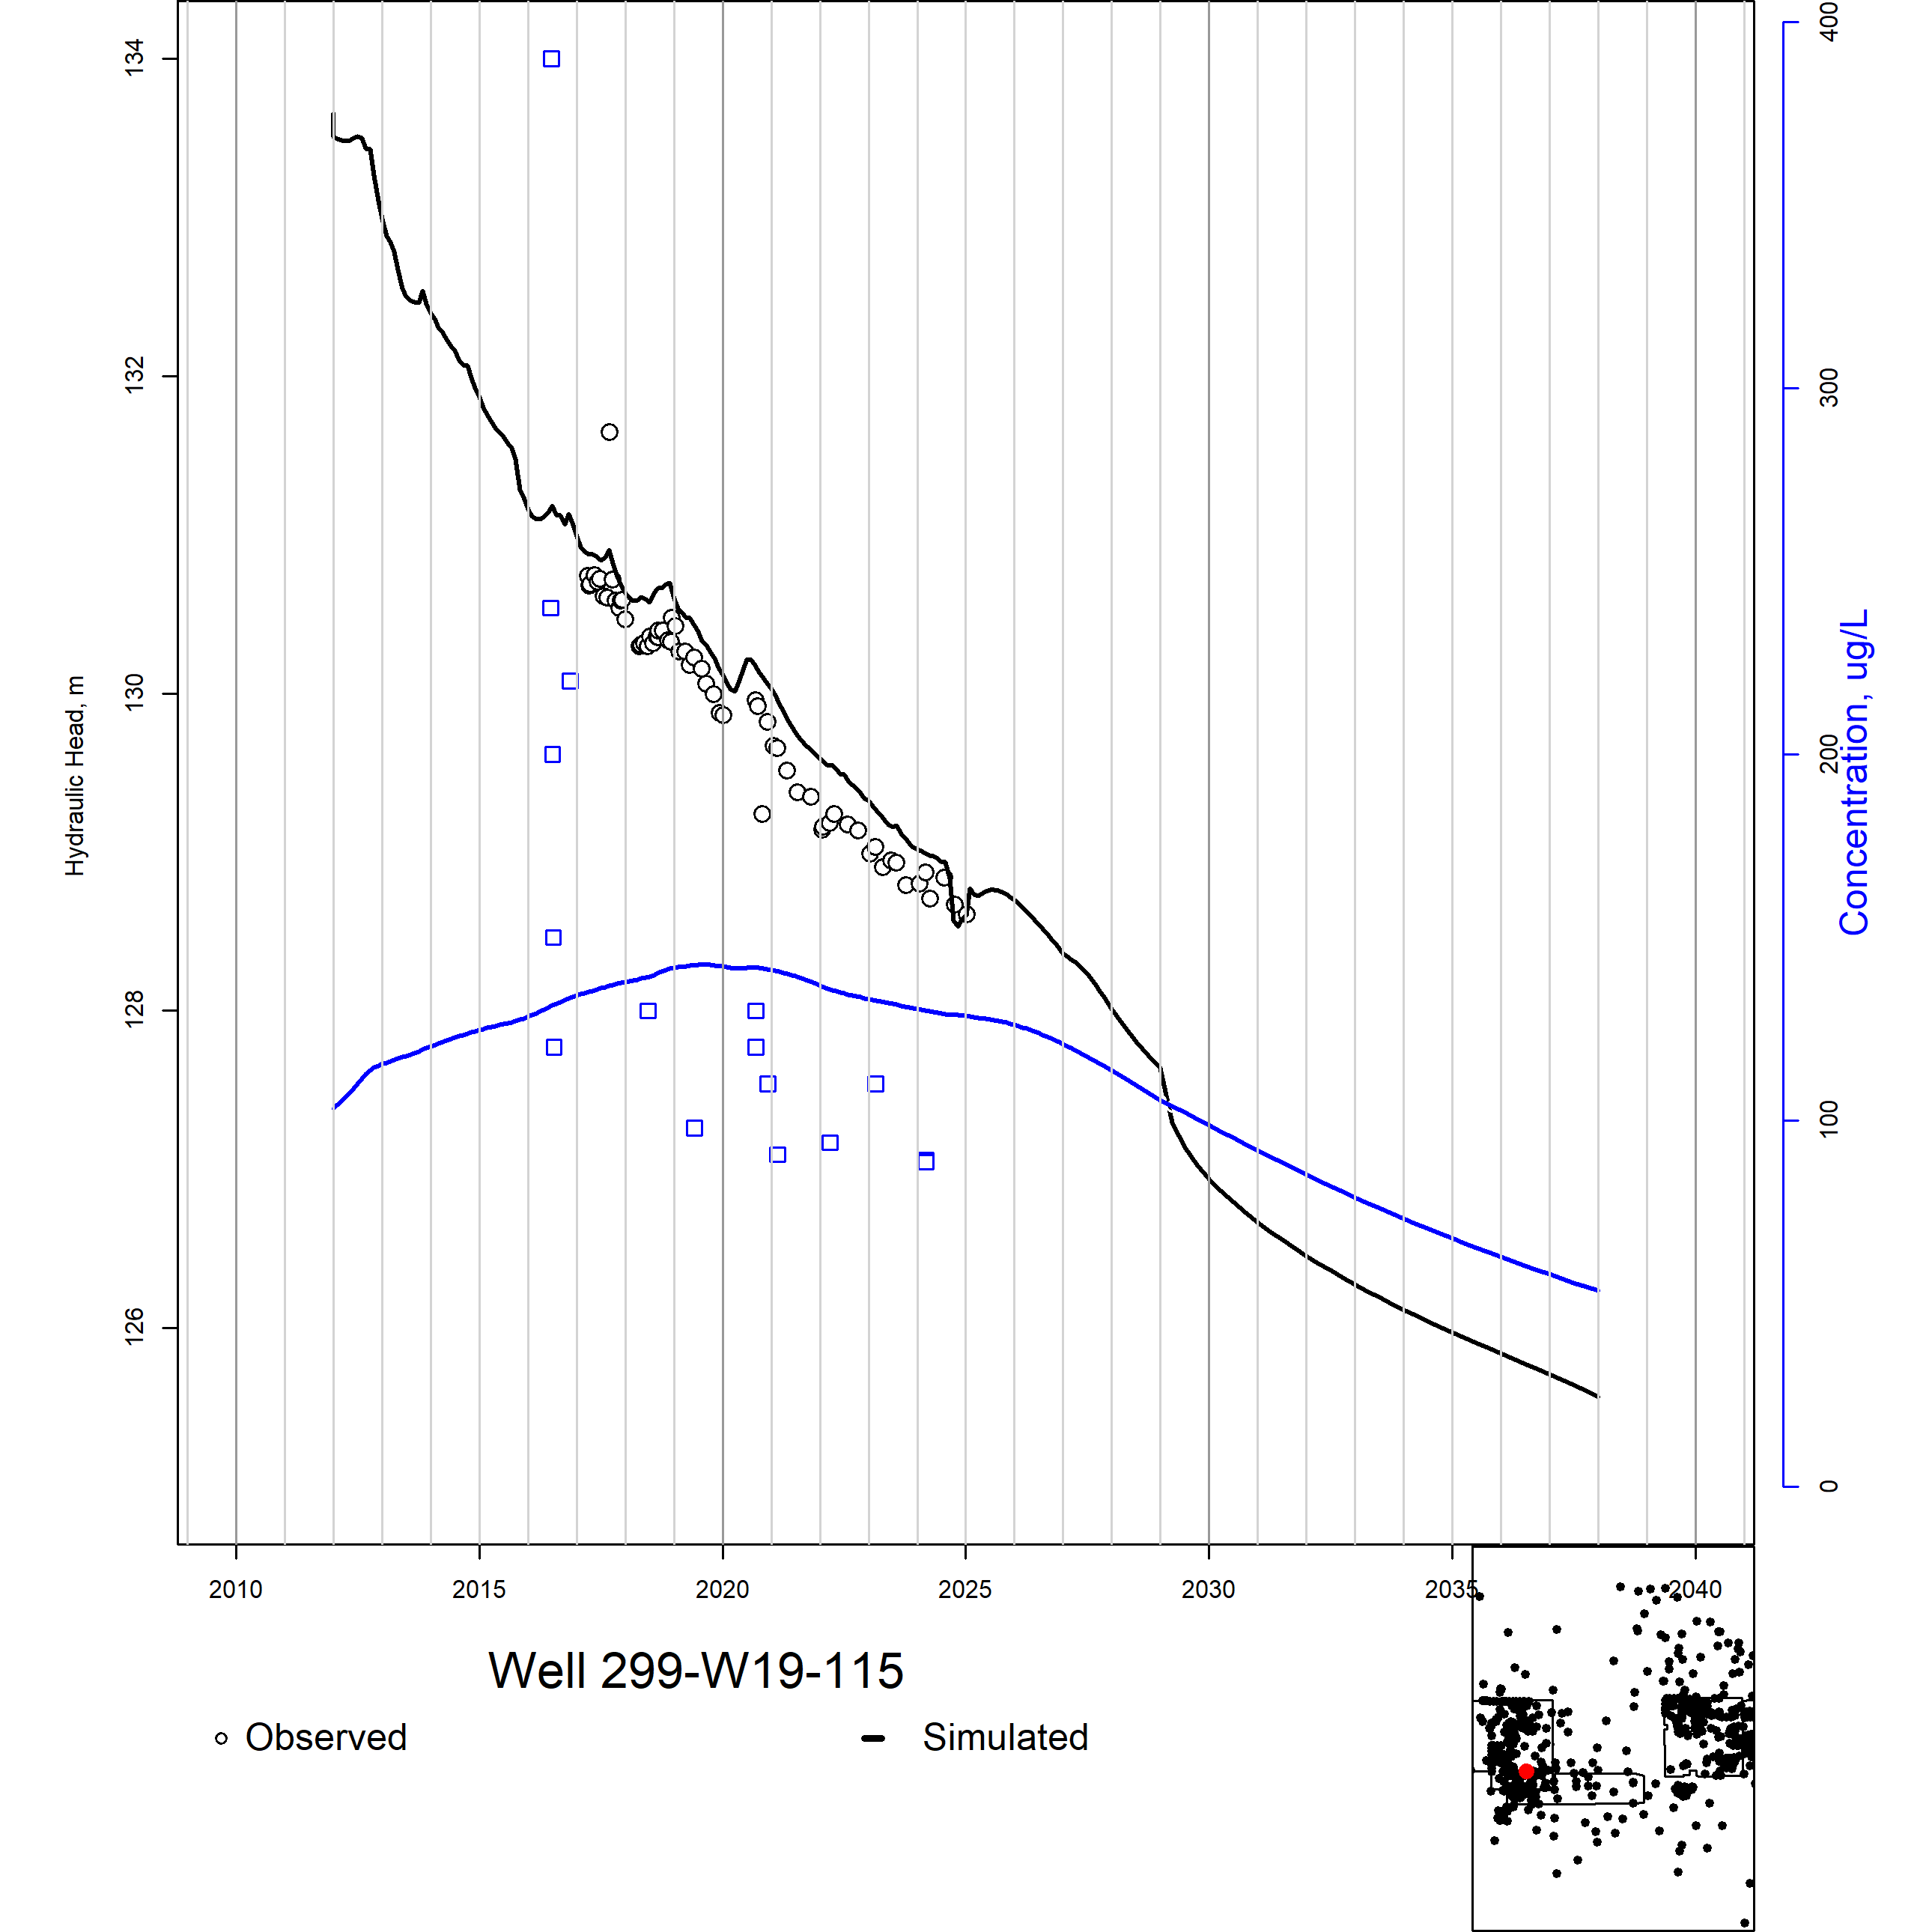 134
132
130
128
126
Hydraulic Head, m
400
300
200
100
0
Concentration, ug/L
2010 2015 2020 2025 2030 2035 2040
Well 299-W19-115
Observed Simulated